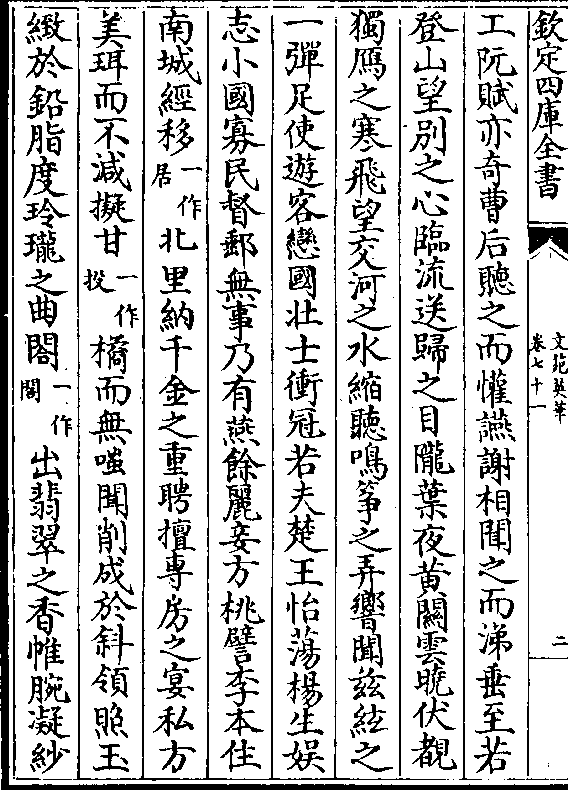 欽定四庫全書
文苑英華
卷七十一
二
工阮賦亦奇曹后聽之而懽讌謝相聞之而涕垂至若
登山望別之心臨流送歸之目隴葉夜黄關雲曉伏覩
獨鴈之寒飛望交河之水縮聽鳴筝之弄響聞兹絃之
一彈足使遊客戀國壯士衝冠若夫楚王怡蕩楊生娛
志小國寡民督郵無事乃有燕餘麗妾方桃譬李本住
南城經移一作居北里納千金之重聘擅專房之宴私方
美珥而不減擬甘一作投橘而無嗤聞削成於斜領照玉
緻於鉛脂度玲瓏之曲閣一作閤出翡翠之香帷腕凝紗